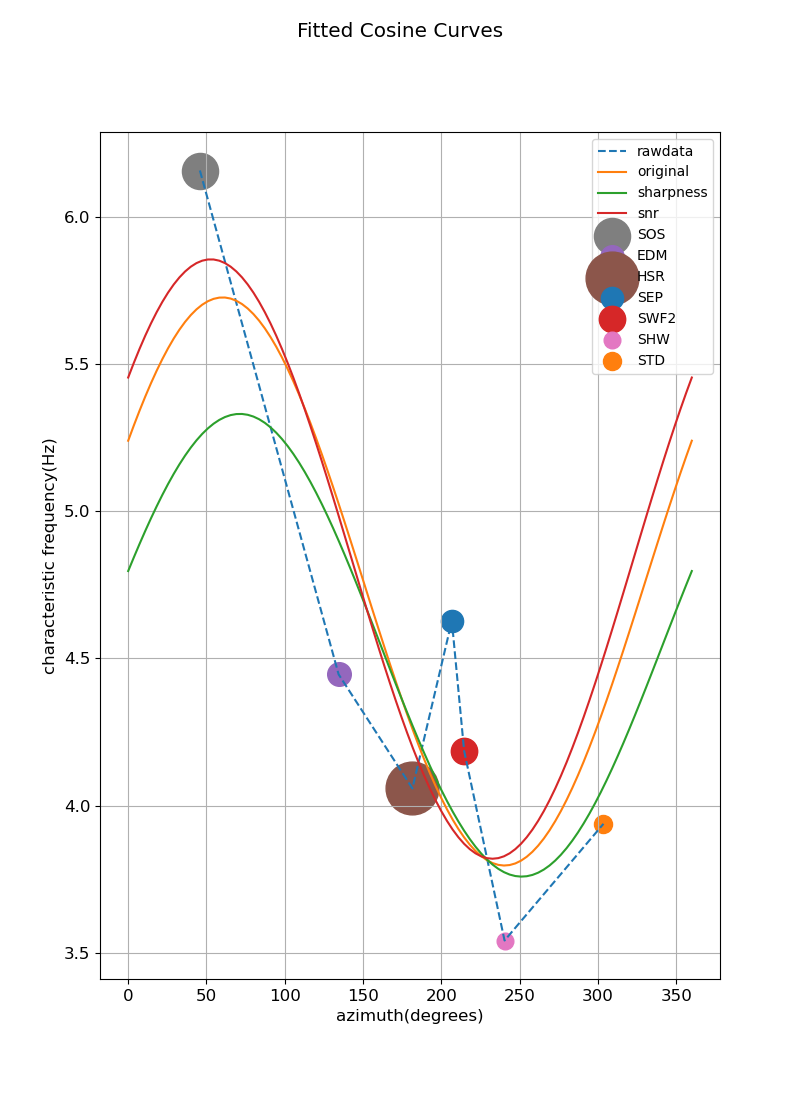 Fitted Cosine Curves
rawdata
original
sharpness
snr
SOS
EDM
HSR
SEP
SWF2
SHW
STD
6.0
5.5
5.0
4.5
4.0
3.5
characteristic frequency(Hz)
0 50 100 150 200 250 300 350
azimuth(degrees)